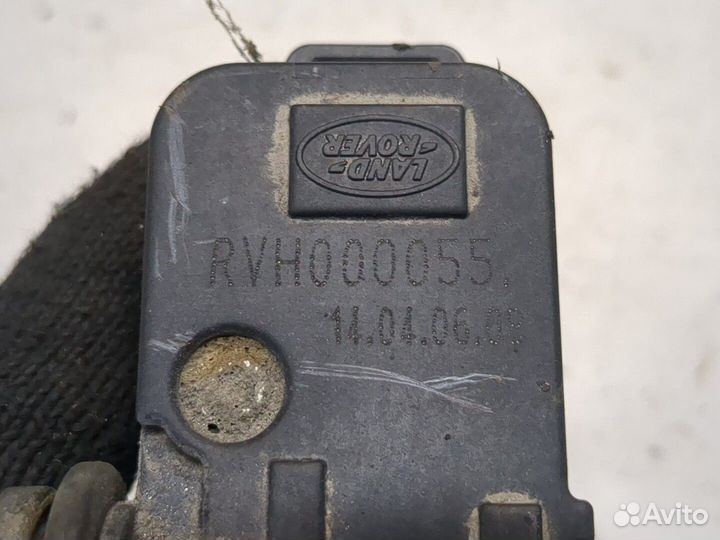 LAND-
-ROVER
RVH000055.
14.04.06.
Avito